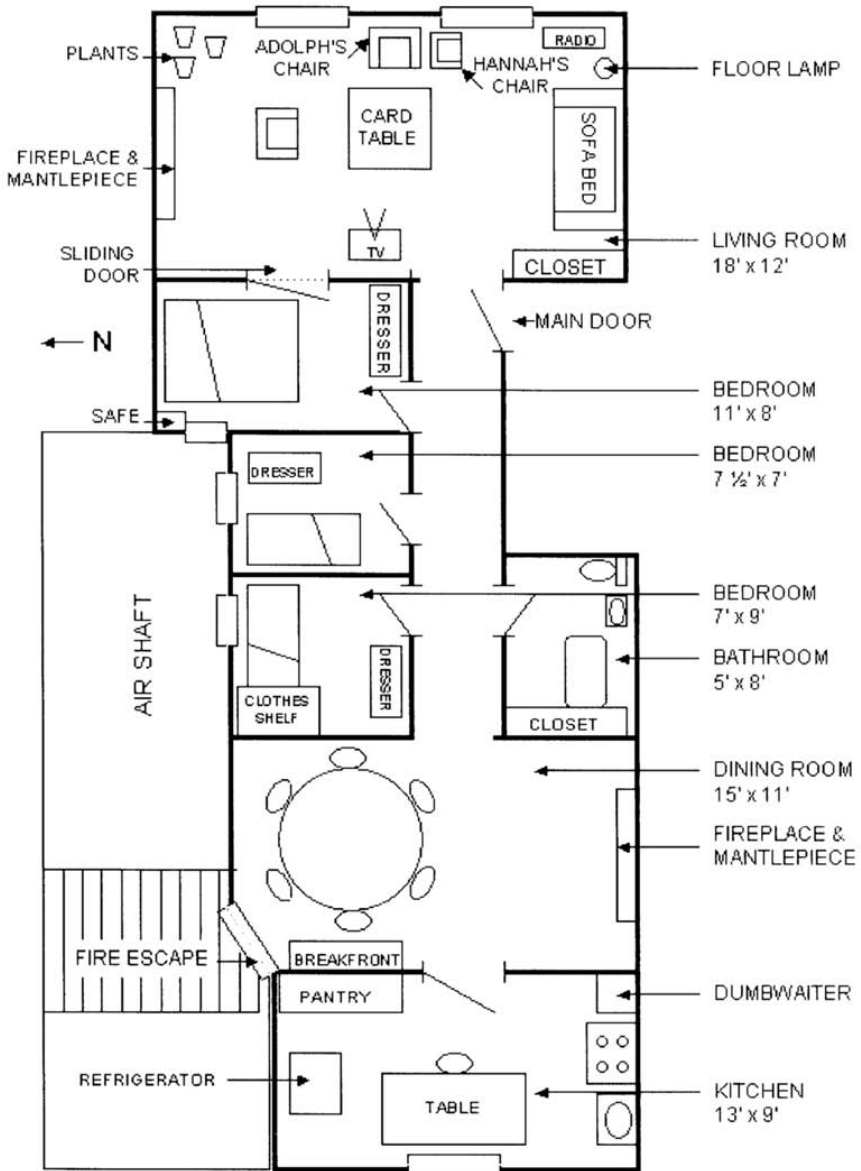 PLANTS
ADOLPH'S
CHAIR
RADIO
HANNAH'S
CHAIR
FLOOR LAMP
CARD
TABLE
SOFA BED
FIREPLACE &
MANTLEPIECE
SLIDING
DOOR
TV
LIVING ROOM
18' x 12'
CLOSET
N
DRESSER
MAIN DOOR
BEDROOM
11' x 8'
SAFE
BEDROOM
7 ½' x 7'
DRESSER
AIR SHAFT
BEDROOM
7' x 9'
BATHROOM
5' x 8'
DRESSER
CLOTHES
SHELF
CLOSET
DINING ROOM
15' x 11'
FIREPLACE &
MANTLEPIECE
FIRE ESCAPE
BREAKFRONT
PANTRY
DUMBWAITER
REFRIGERATOR
TABLE
KITCHEN
13' x 9'